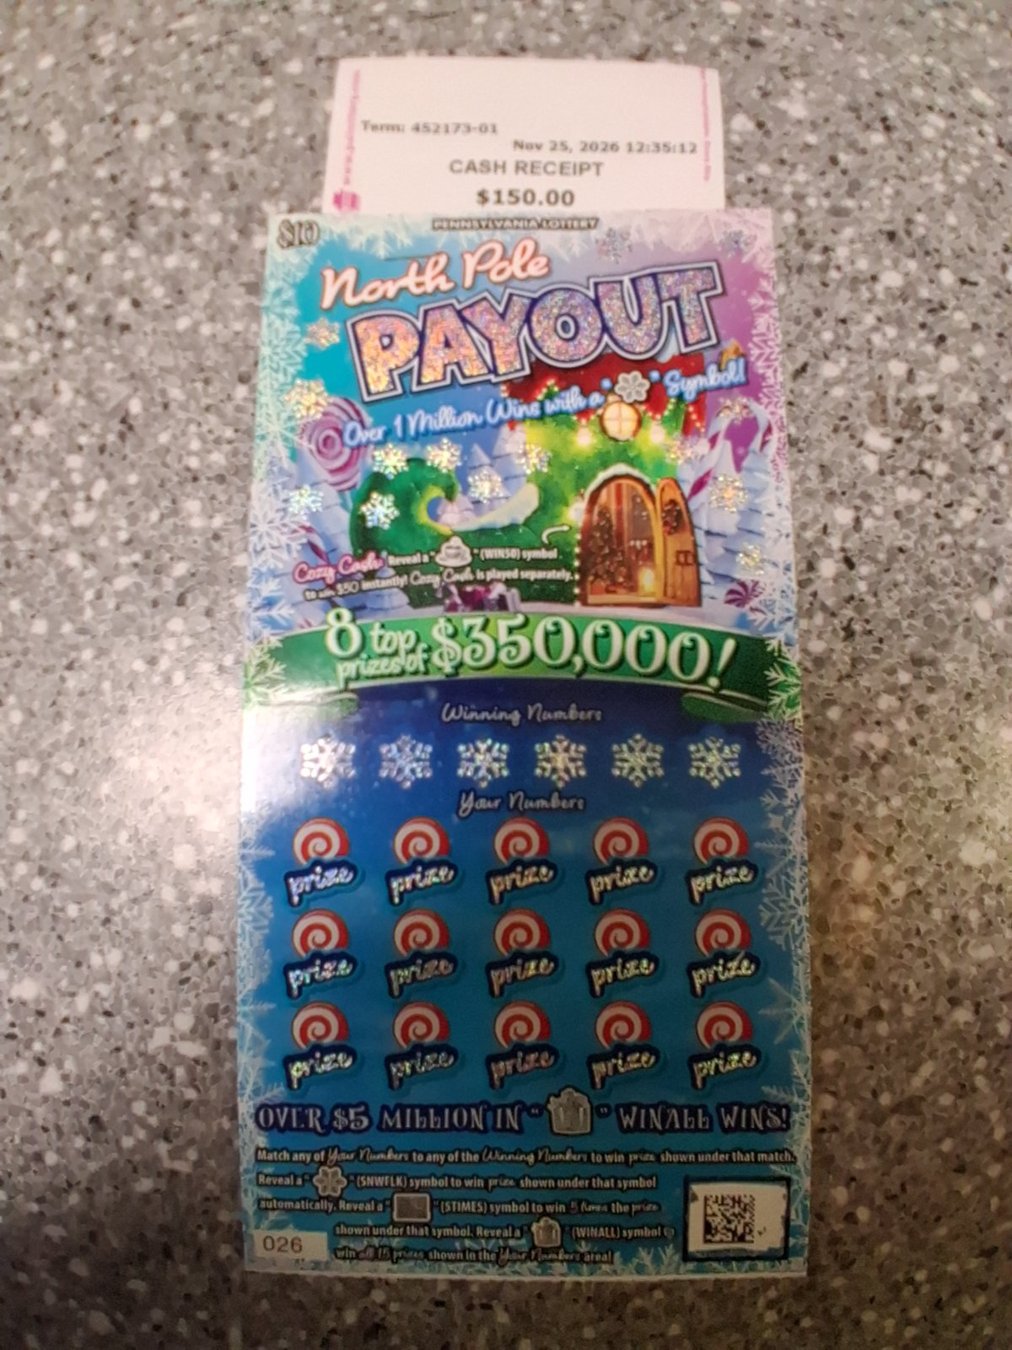 Term: 452173-01
Nov 25, 2026 12:35:12
CASH RECEIPT
$150.00
$10
PENNSYLVANIA LOTTERY
North Pole
PAYOUT
Over 1 Million Wins with a " " Symbol!
Cozy Cash: Reveal a " " (WIN50) symbol
to win $50 instantly! Cozy Cash is played separately.
8 top prizes of $350,000!
Winning Numbers
Your Numbers
prize prize prize prize prize
prize prize prize prize prize
prize prize prize prize prize
OVER $5 MILLION IN " " WINALL WINS!
Match any of Your Numbers to any of the Winning Numbers to win prize shown under that match.
Reveal a " " (SNWFLK) symbol to win prize shown under that symbol
automatically. Reveal a " " (5TIMES) symbol to win 5 times the prize
shown under that symbol. Reveal a " " (WINALL) symbol to
win all 15 prizes shown in the Your Numbers area!
026